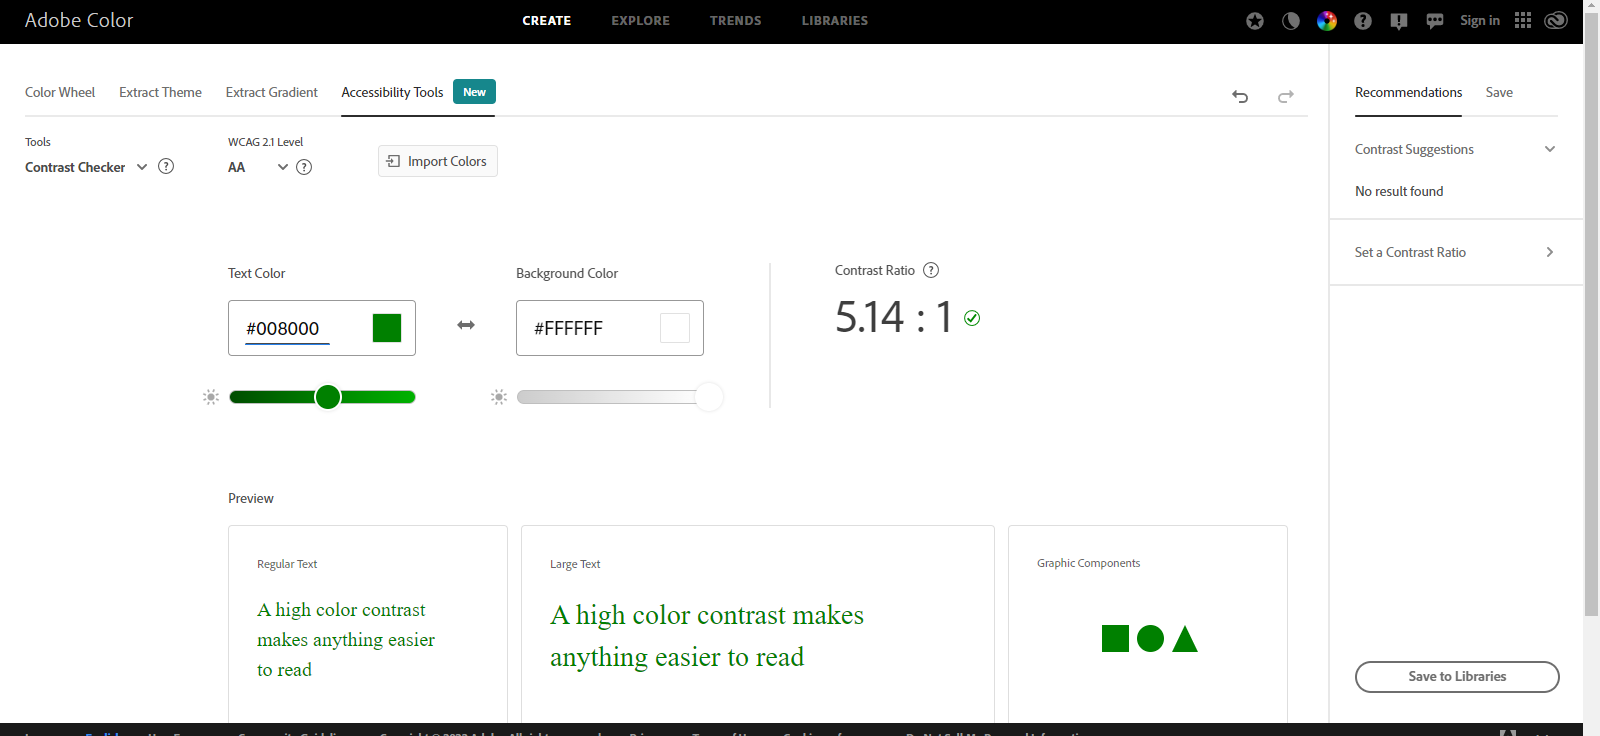 Adobe Color
CREATE EXPLORE TRENDS LIBRARIES
Sign in
Color Wheel Extract Theme Extract Gradient Accessibility Tools New
Recommendations Save
Tools
Contrast Checker
WCAG 2.1 Level
AA
Import Colors
Contrast Suggestions
No result found
Set a Contrast Ratio
Text Color
#008000
Background Color
#FFFFFF
Contrast Ratio
5.14 : 1
Preview
Regular Text
A high color contrast
makes anything easier
to read
Large Text
A high color contrast makes
anything easier to read
Graphic Components
Save to Libraries